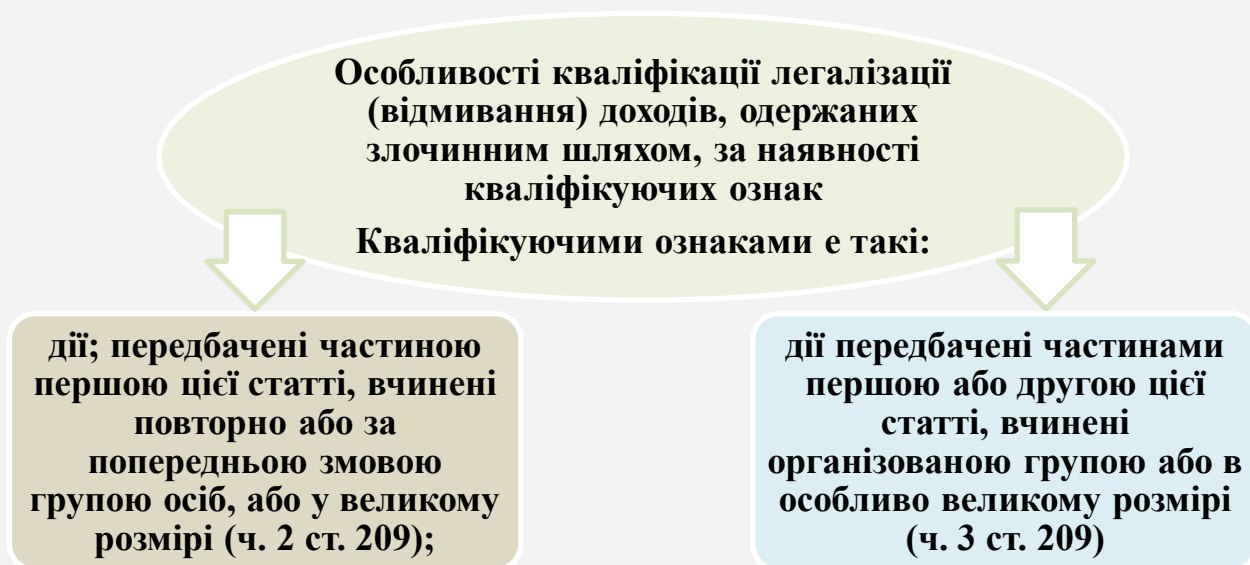 Особливості кваліфікації легалізації
(відмивання) доходів, одержаних
злочинним шляхом, за наявності
кваліфікуючих ознак
Кваліфікуючими ознаками е такі:
дії; передбачені частиною
першою цієї статті, вчинені
повторно або за
попередньою змовою
групою осіб, або у великому
розмірі (ч. 2 ст. 209);
дії передбачені частинами
першою або другою цієї
статті, вчинені
організованою групою або в
особливо великому розмірі
(ч. 3 ст. 209)